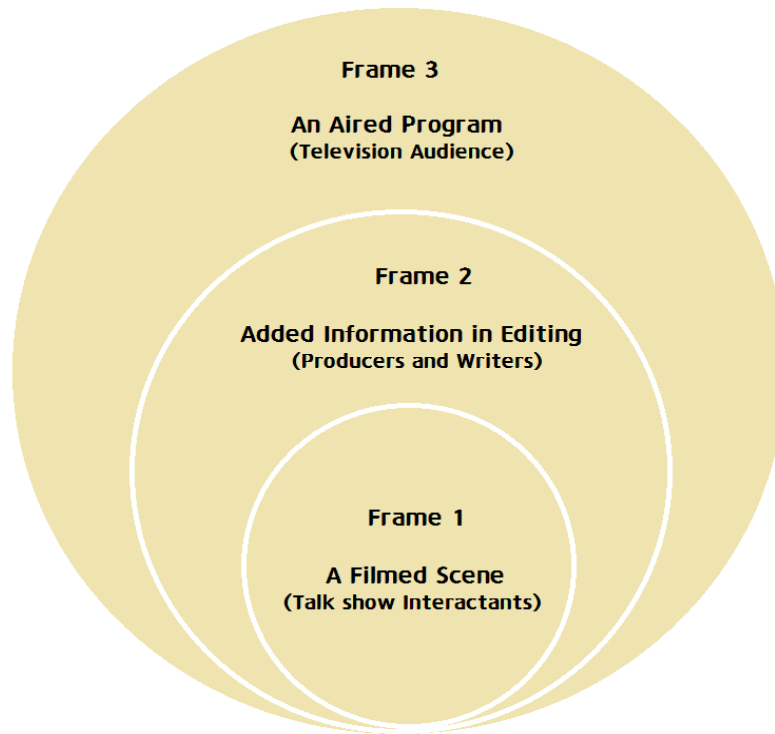 Frame 3
An Aired Program
(Television Audience)
Frame 2
Added Information in Editing
(Producers and Writers)
Frame 1
A Filmed Scene
(Talk show Interactants)